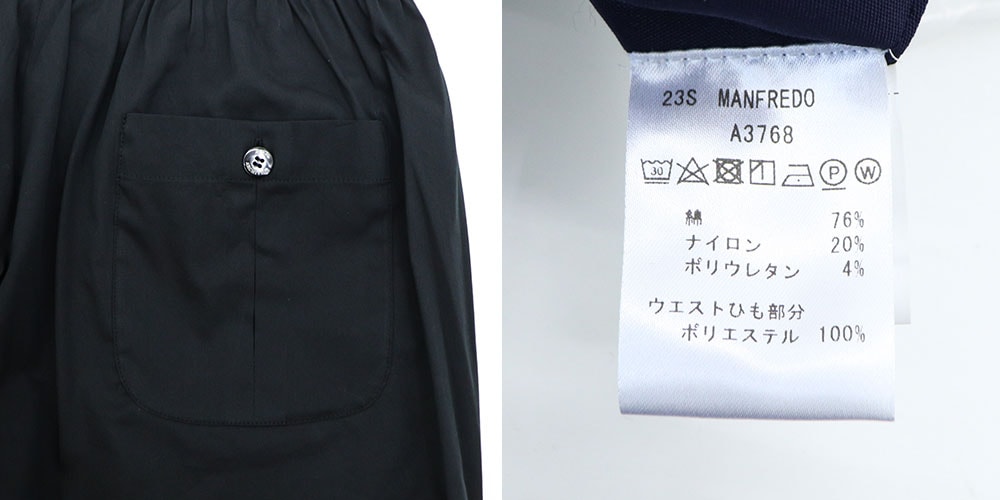 23S MANFREDO
A3768
30
P W
綿 76%
ナイロン 20%
ポリウレタン 4%
ウエストひも部分
ポリエステル 100%